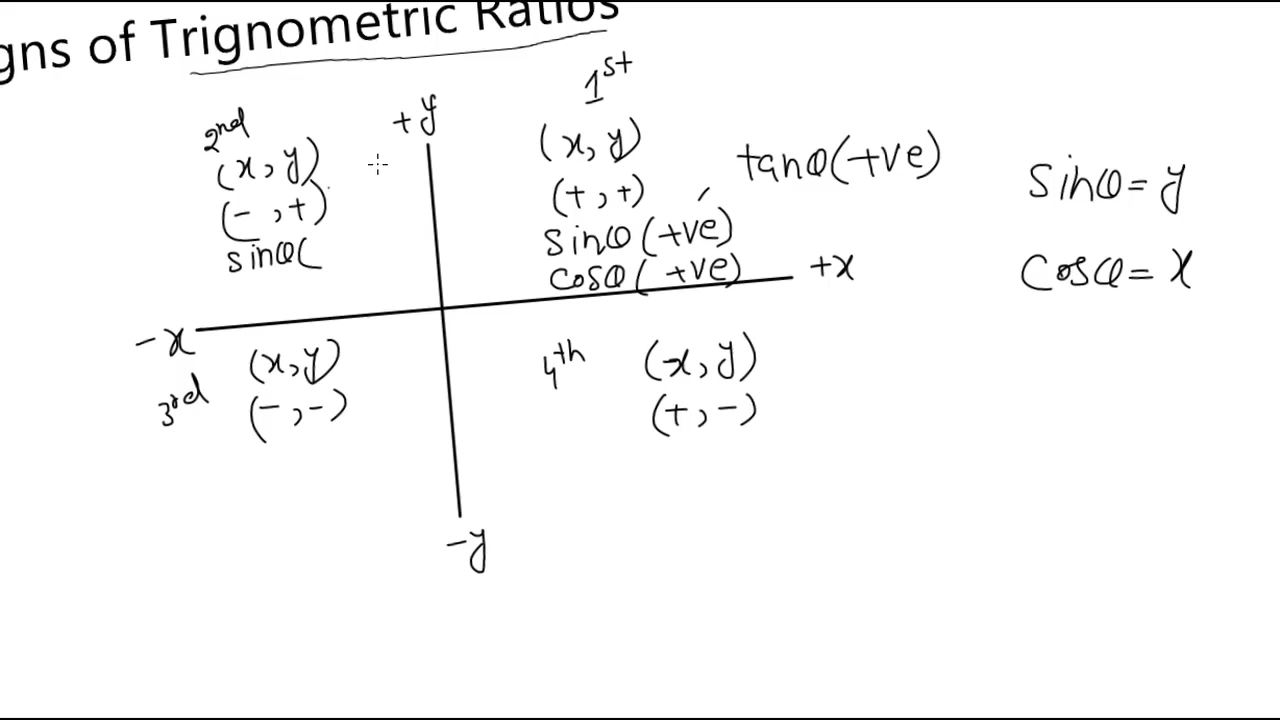 gns of Trignometric Ratios
2nd
(x, y)
(-, +)
sinθ(
+y
1st
(x, y)
(+, +)
sinθ(+ve)
cosθ(+ve)
tanθ(+ve)
sinθ=y
cosθ=x
+x
-x
3rd
(x,y)
(-,-)
4th
(x, y)
(+, -)
-y